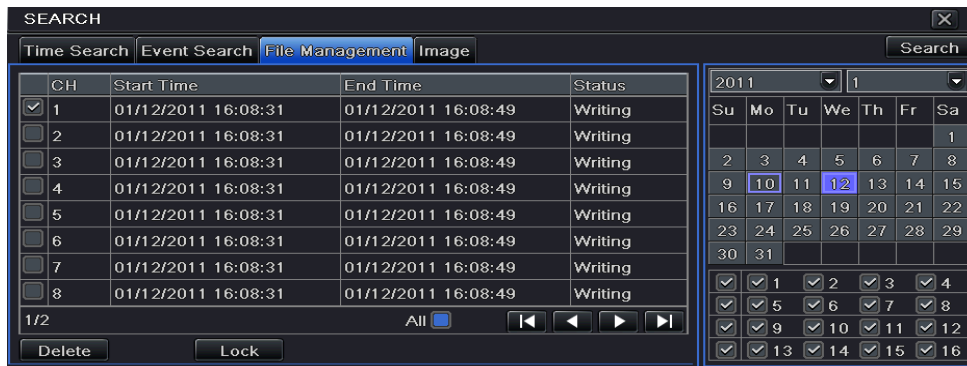 SEARCH
Time Search Event Search File Management Image Search
CH Start Time End Time Status
1 01/12/2011 16:08:31 01/12/2011 16:08:49 Writing
2 01/12/2011 16:08:31 01/12/2011 16:08:49 Writing
3 01/12/2011 16:08:31 01/12/2011 16:08:49 Writing
4 01/12/2011 16:08:31 01/12/2011 16:08:49 Writing
5 01/12/2011 16:08:31 01/12/2011 16:08:49 Writing
6 01/12/2011 16:08:31 01/12/2011 16:08:49 Writing
7 01/12/2011 16:08:31 01/12/2011 16:08:49 Writing
8 01/12/2011 16:08:31 01/12/2011 16:08:49 Writing
1/2 All
Delete Lock
2011 1
Su Mo Tu We Th Fr Sa
1
2 3 4 5 6 7 8
9 10 11 12 13 14 15
16 17 18 19 20 21 22
23 24 25 26 27 28 29
30 31
1 2 3 4
5 6 7 8
9 10 11 12
13 14 15 16